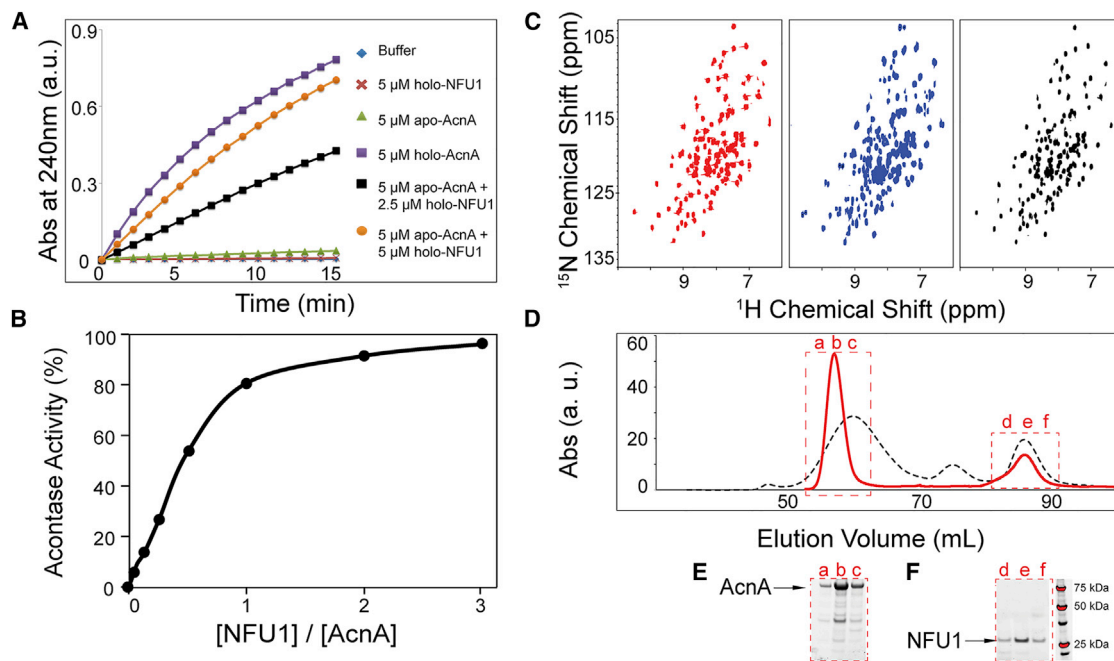 A
Abs at 240nm (a.u.)
0.9
0.6
0.3
0
0
5
10
15
Time (min)
Buffer
5 µM holo-NFU1
5 µM apo-AcnA
5 µM holo-AcnA
5 µM apo-AcnA +
2.5 µM holo-NFU1
5 µM apo-AcnA +
5 µM holo-NFU1
B
Acontase Activity (%)
100
80
60
40
20
0
0
1
2
3
[NFU1] / [AcnA]
C
15N Chemical Shift (ppm)
105
115
125
135
9
7
9
7
9
7
1H Chemical Shift (ppm)
D
Abs (a. u.)
60
40
20
0
a b c
d e f
50
70
90
Elution Volume (mL)
E
a b c
AcnA
F
d e f
NFU1
75 kDa
50 kDa
25 kDa